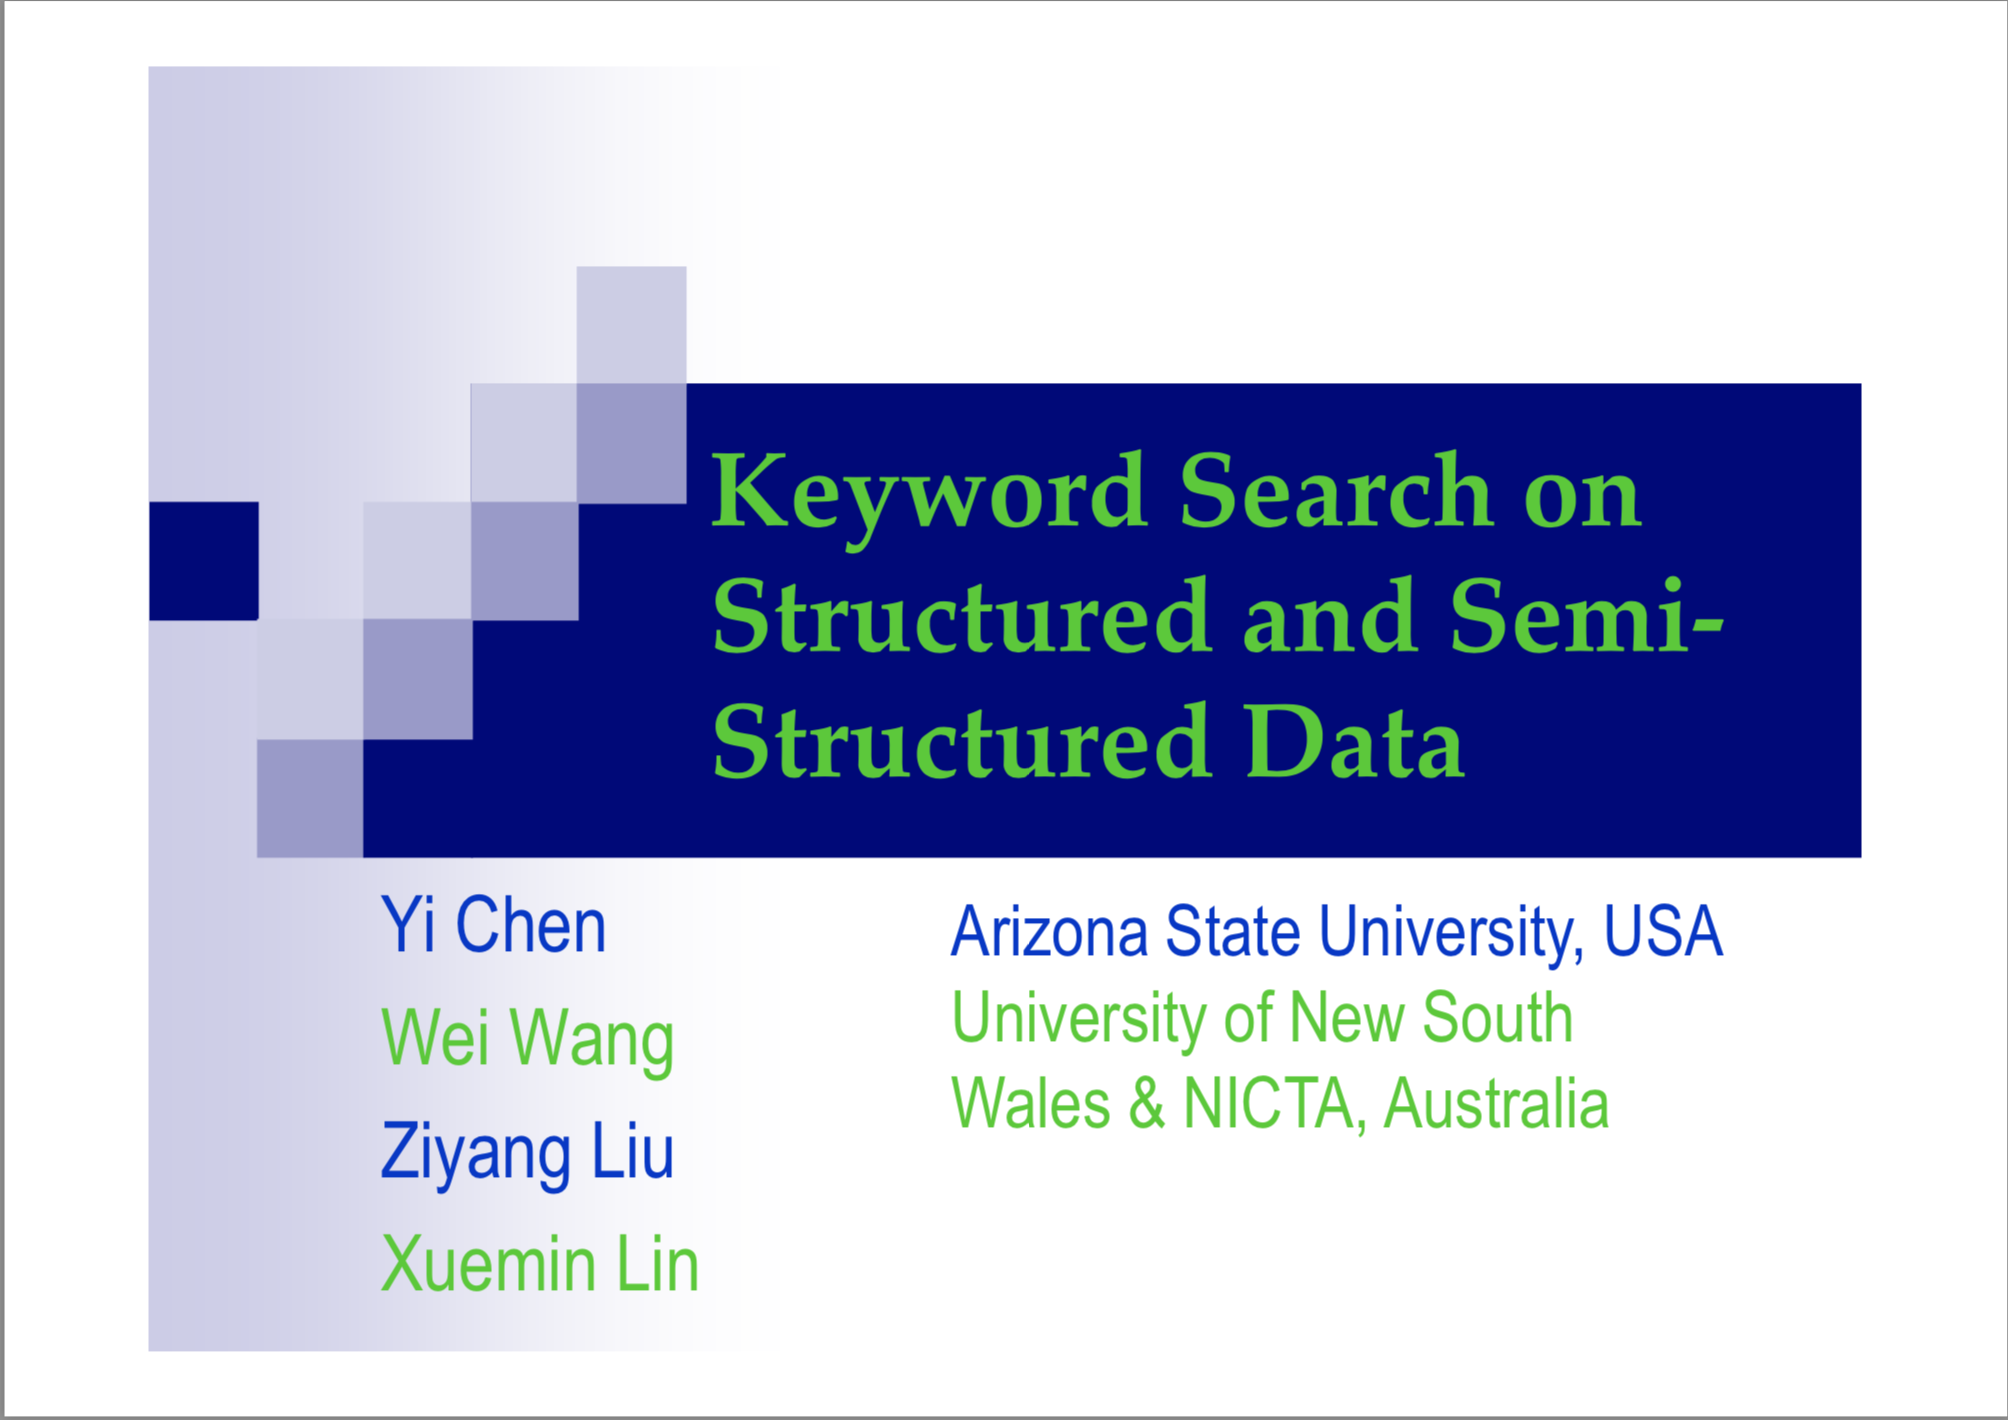 Keyword Search on
Structured and Semi-
Structured Data
Yi Chen
Wei Wang
Ziyang Liu
Xuemin Lin
Arizona State University, USA
University of New South
Wales & NICTA, Australia